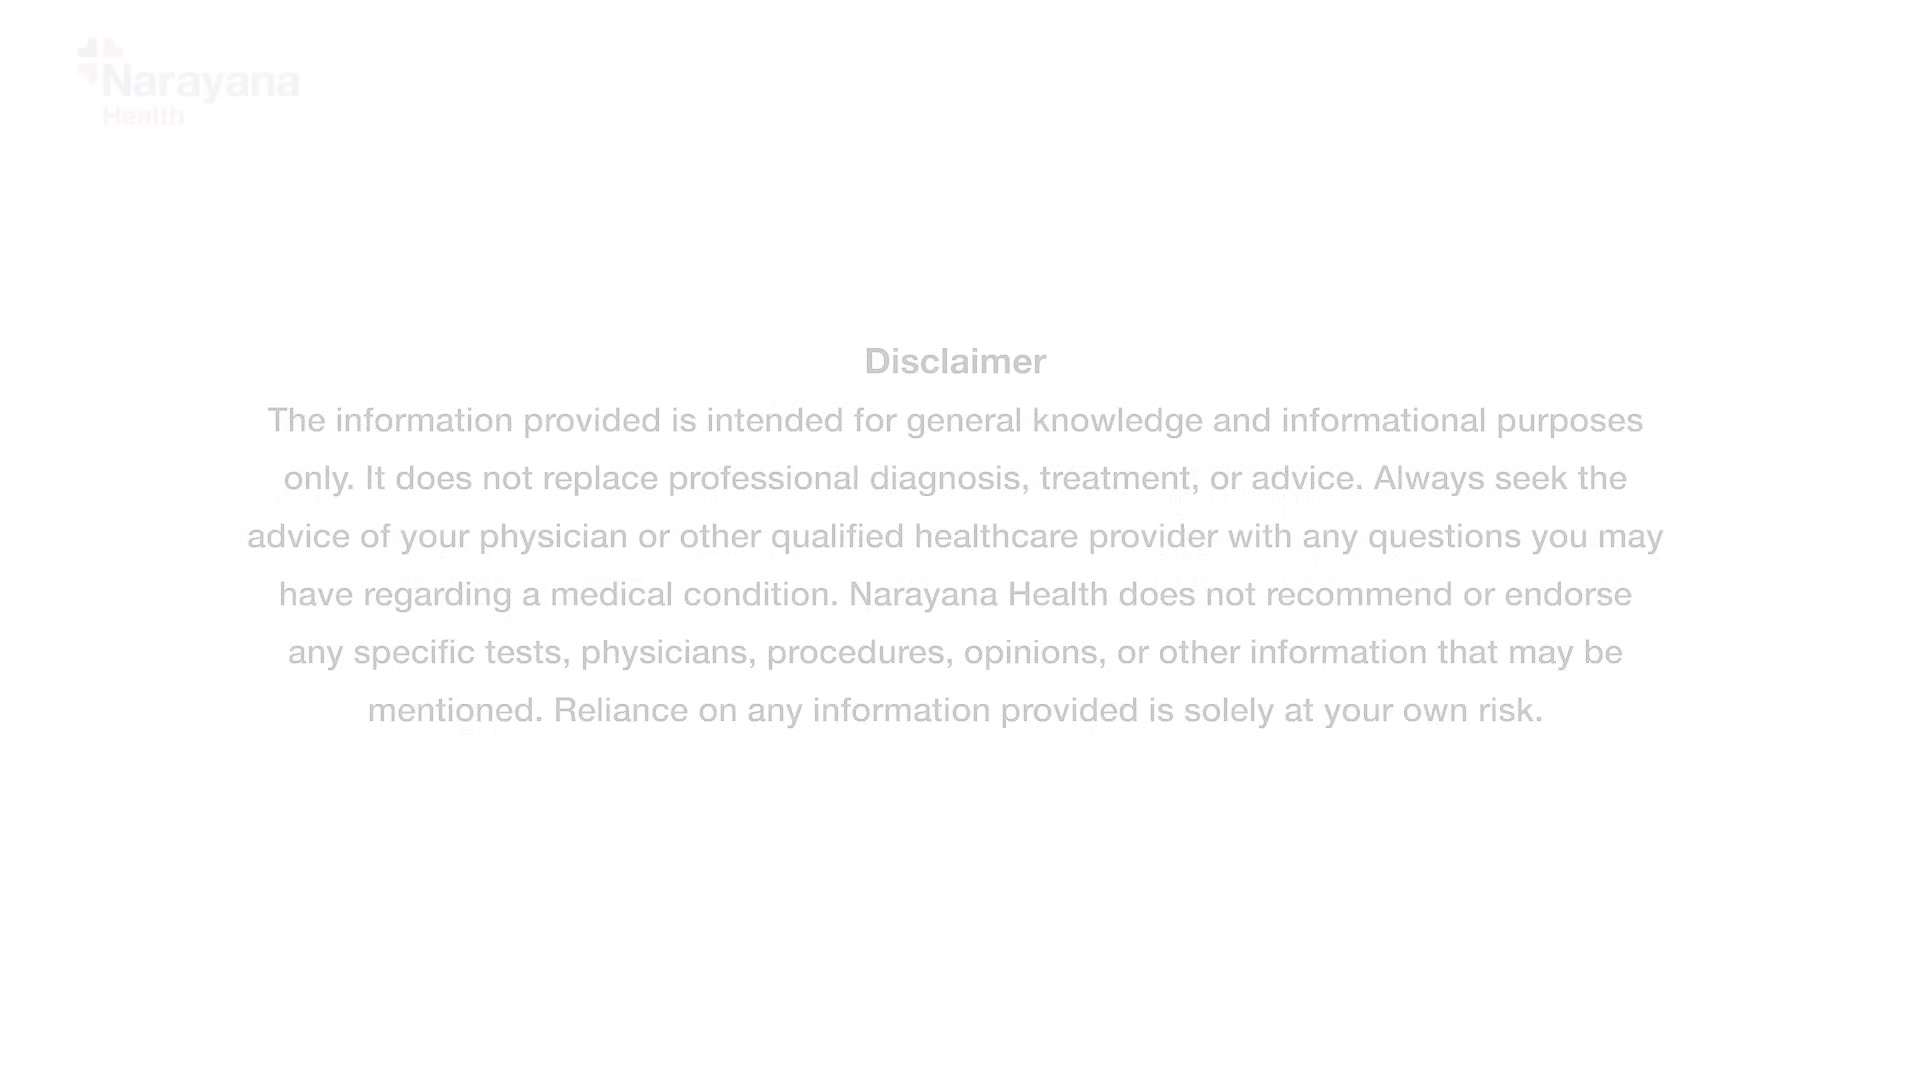 Narayana
Health
Disclaimer
The information provided is intended for general knowledge and informational purposes
only. It does not replace professional diagnosis, treatment, or advice. Always seek the
advice of your physician or other qualified healthcare provider with any questions you may
have regarding a medical condition. Narayana Health does not recommend or endorse
any specific tests, physicians, procedures, opinions, or other information that may be
mentioned. Reliance on any information provided is solely at your own risk.